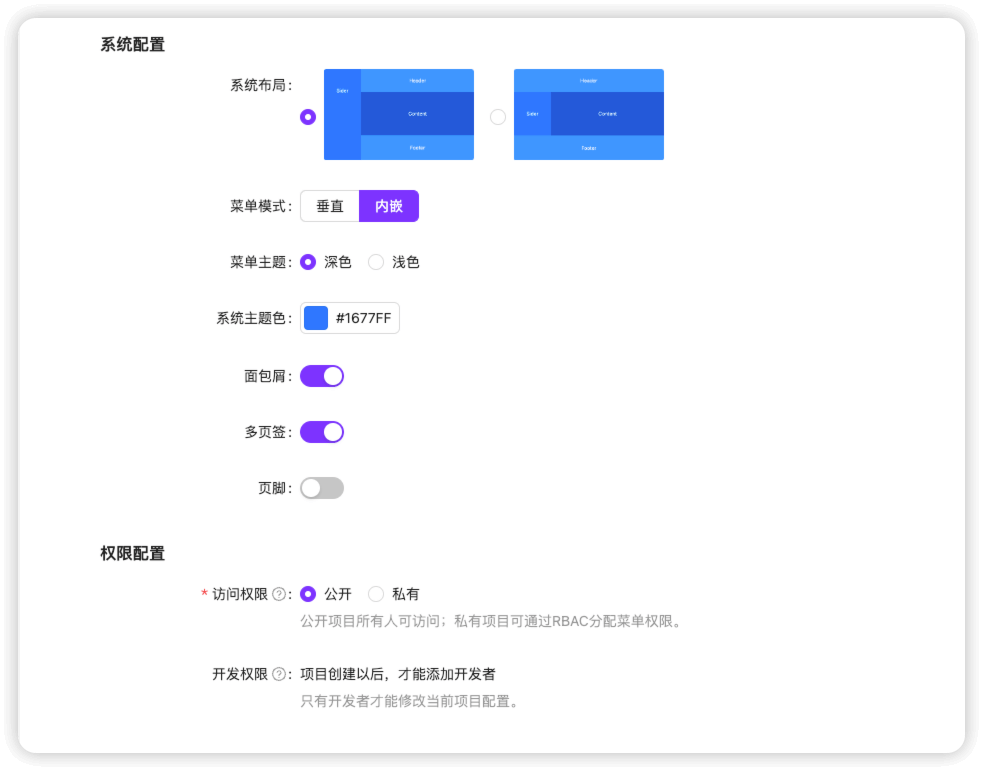 系统配置
系统布局：
Sider
Header
Content
Footer
Header
Sider
Content
Footer
菜单模式： 垂直 内嵌
菜单主题： 深色 浅色
系统主题色： #1677FF
面包屑：
多页签：
页脚：
权限配置
* 访问权限 ? ： 公开 私有
公开项目所有人可访问；私有项目可通过RBAC分配菜单权限。
开发权限 ? ： 项目创建以后，才能添加开发者
只有开发者才能修改当前项目配置。